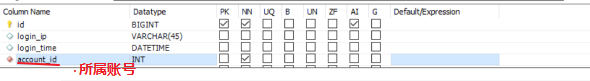 Column Name Datatype PK NN UQ B UN ZF AI G Default/Expression
id BIGINT
login_ip VARCHAR(45)
login_time DATETIME
account_id INT
所属账号